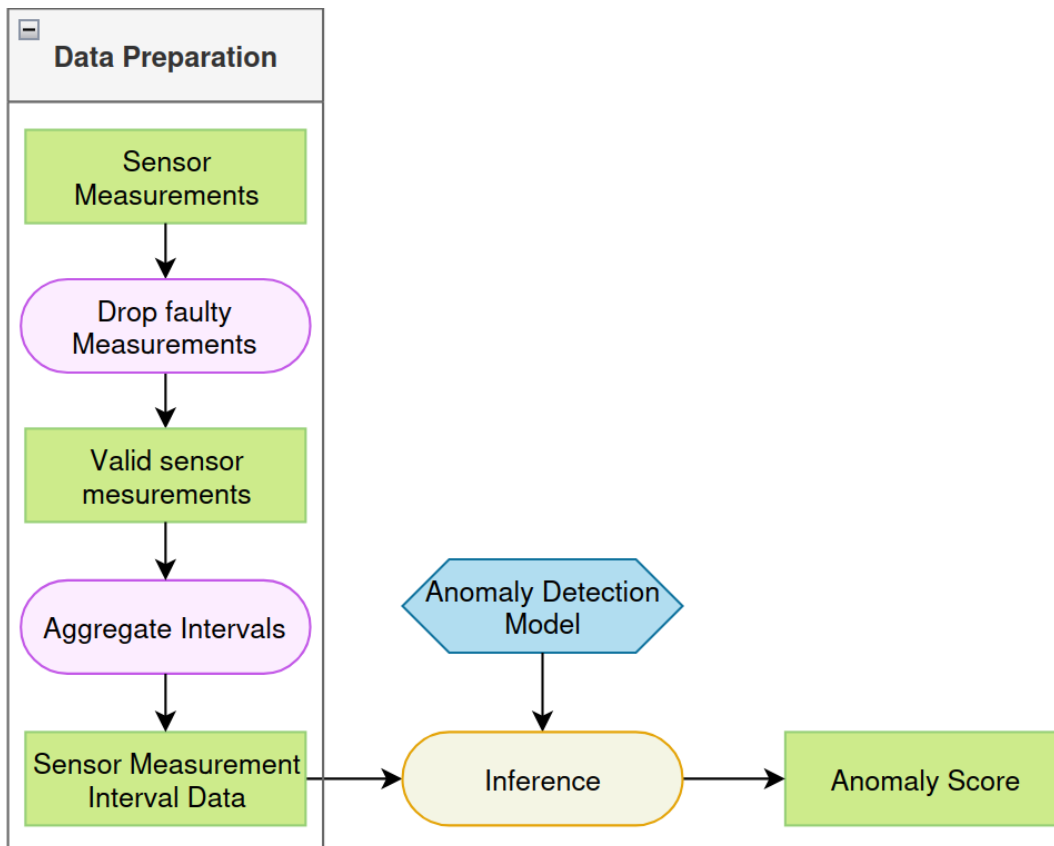 Data Preparation
Sensor
Measurements
Drop faulty
Measurements
Valid sensor
mesurements
Aggregate Intervals
Sensor Measurement
Interval Data
Anomaly Detection
Model
Inference
Anomaly Score